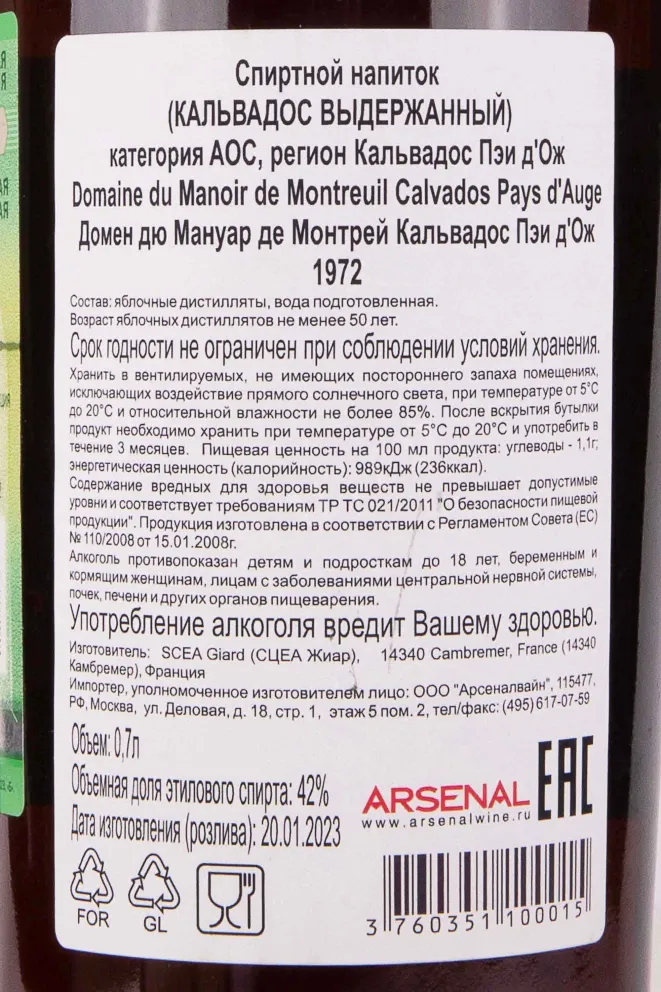 Спиртной напиток
(КАЛЬВАДОС ВЫДЕРЖАННЫЙ)
категория АОС, регион Кальвадос Пэи д'Ож
Domaine du Manoir de Montreuil Calvados Pays d'Auge
Домен дю Мануар де Монтрей Кальвадос Пэи д'Ож
1972
Состав: яблочные дистилляты, вода подготовленная.
Возраст яблочных дистиллятов не менее 50 лет.
Срок годности не ограничен при соблюдении условий хранения.
Хранить в вентилируемых, не имеющих постороннего запаха помещениях,
исключающих воздействие прямого солнечного света, при температуре от 5°С
до 20°С и относительной влажности не более 85%. После вскрытия бутылки
продукт необходимо хранить при температуре от 5°С до 20°С и употребить в
течение 3 месяцев. Пищевая ценность на 100 мл продукта: углеводы - 1,1г;
энергетическая ценность (калорийность): 989кДж (236ккал).
Содержание вредных для здоровья веществ не превышает допустимые
уровни и соответствует требованиям ТР ТС 021/2011 "О безопасности пищевой
продукции". Продукция изготовлена в соответствии с Регламентом Совета (ЕС)
№ 110/2008 от 15.01.2008г.
Алкоголь противопоказан детям и подросткам до 18 лет, беременным и
кормящим женщинам, лицам с заболеваниями центральной нервной системы,
почек, печени и других органов пищеварения.
Употребление алкоголя вредит Вашему здоровью.
Изготовитель: SCEA Giard (СЦЕА Жиар), 14340 Cambremer, France (14340
Камбремер), Франция
Импортер, уполномоченное изготовителем лицо: ООО "Арсеналвайн", 115477,
РФ, Москва, ул. Деловая, д. 18, стр. 1, этаж 5 пом. 2, тел/факс: (495) 617-07-59
Объем: 0,7л
Объемная доля этилового спирта: 42%
Дата изготовления (розлива): 20.01.2023
ARSENAL
www.arsenalwine.ru
EAC
FOR
GL
3 760351 100015